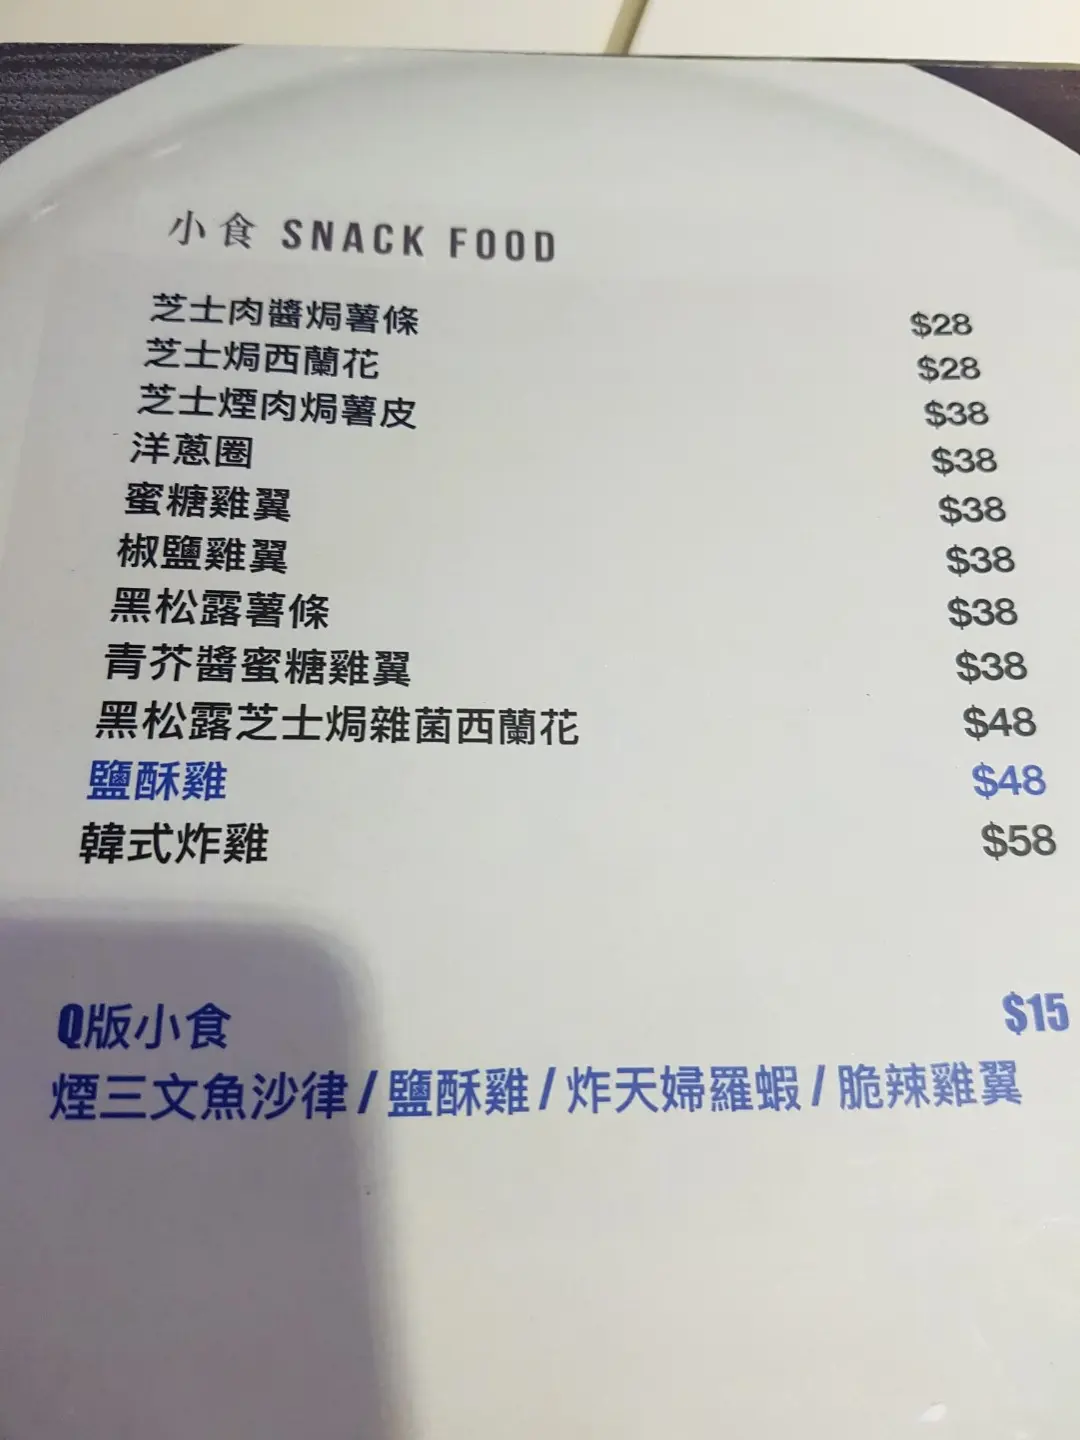 小食 SNACK FOOD
芝士肉醬焗薯條 $28
芝士焗西蘭花 $28
芝士煙肉焗薯皮 $38
洋蔥圈 $38
蜜糖雞翼 $38
椒鹽雞翼 $38
黑松露薯條 $38
青芥醬蜜糖雞翼 $38
黑松露芝士焗雜菌西蘭花 $48
鹽酥雞 $48
韓式炸雞 $58
Q版小食 $15
煙三文魚沙律 / 鹽酥雞 / 炸天婦羅蝦 / 脆辣雞翼